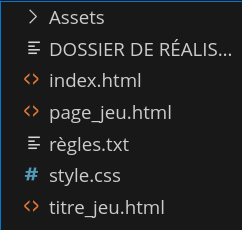 Assets
DOSSIER DE RÉALIS...
index.html
page_jeu.html
règles.txt
style.css
titre_jeu.html